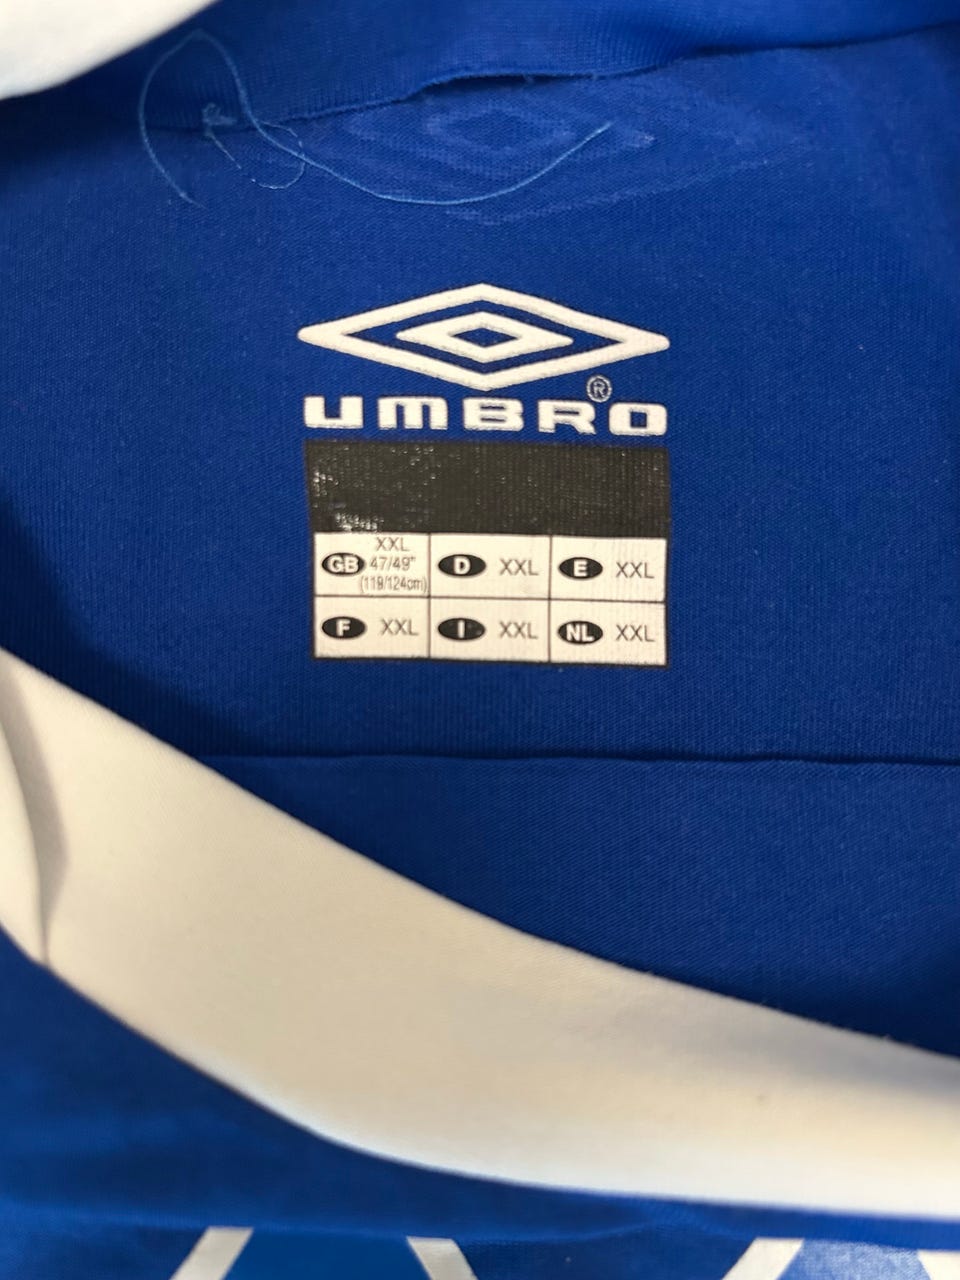 ®
UMBRO
GB XXL 47/49" (119/124cm)
D XXL
E XXL
F XXL
I XXL
NL XXL